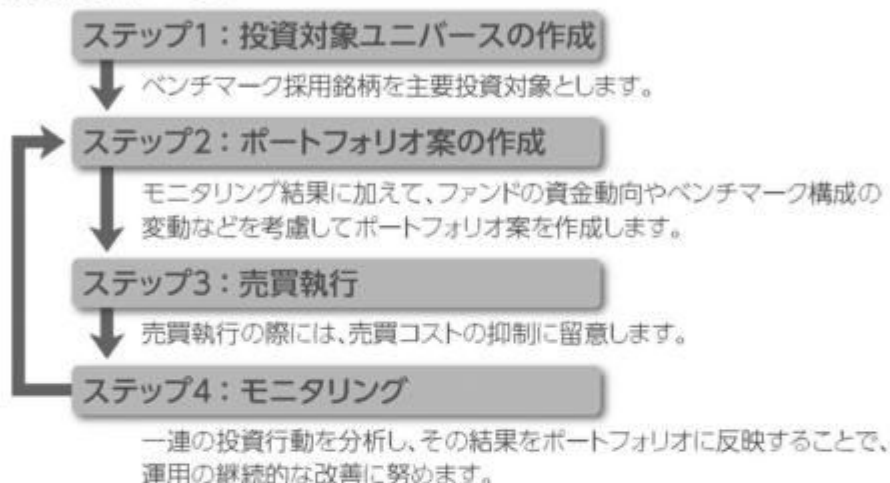 ステップ1：投資対象ユニバースの作成
ベンチマーク採用銘柄を主要投資対象とします。
ステップ2：ポートフォリオ案の作成
モニタリング結果に加えて、ファンドの資金動向やベンチマーク構成の
変動などを考慮してポートフォリオ案を作成します。
ステップ3：売買執行
売買執行の際には、売買コストの抑制に留意します。
ステップ4：モニタリング
一連の投資行動を分析し、その結果をポートフォリオに反映することで、
運用の継続的な改善に努めます。